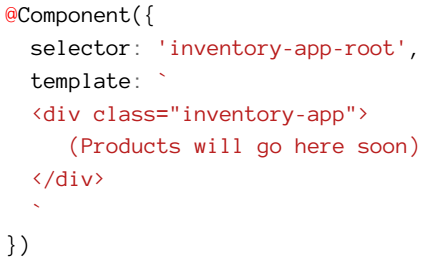 @Component({
  selector: 'inventory-app-root',
  template: `
  <div class="inventory-app">
     (Products will go here soon)
  </div>
  `
})